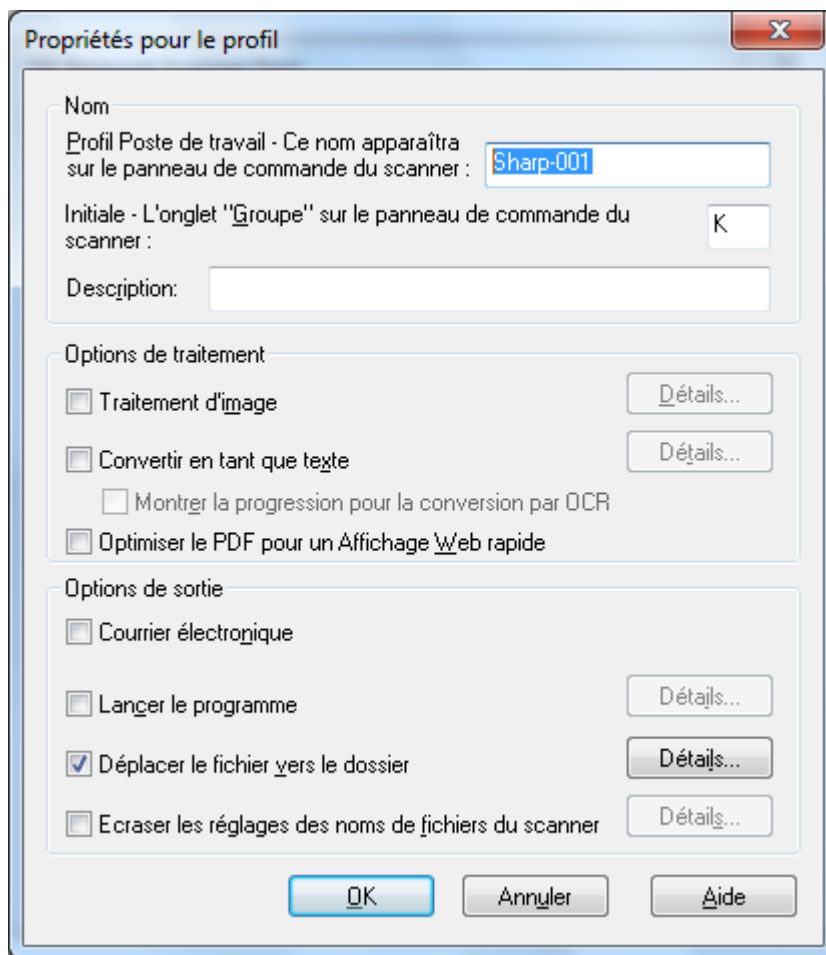 Propriétés pour le profil
Nom
Profil Poste de travail - Ce nom apparaîtra
sur le panneau de commande du scanner :
Sharp-001
Initiale - L'onglet "Groupe" sur le panneau de commande du
scanner :
K
Description:
Options de traitement
Traitement d'image
Détails...
Convertir en tant que texte
Détails...
Montrer la progression pour la conversion par OCR
Optimiser le PDF pour un Affichage Web rapide
Options de sortie
Courrier électronique
Lancer le programme
Détails...
Déplacer le fichier vers le dossier
Détails...
Ecraser les réglages des noms de fichiers du scanner
Détails...
OK
Annuler
Aide